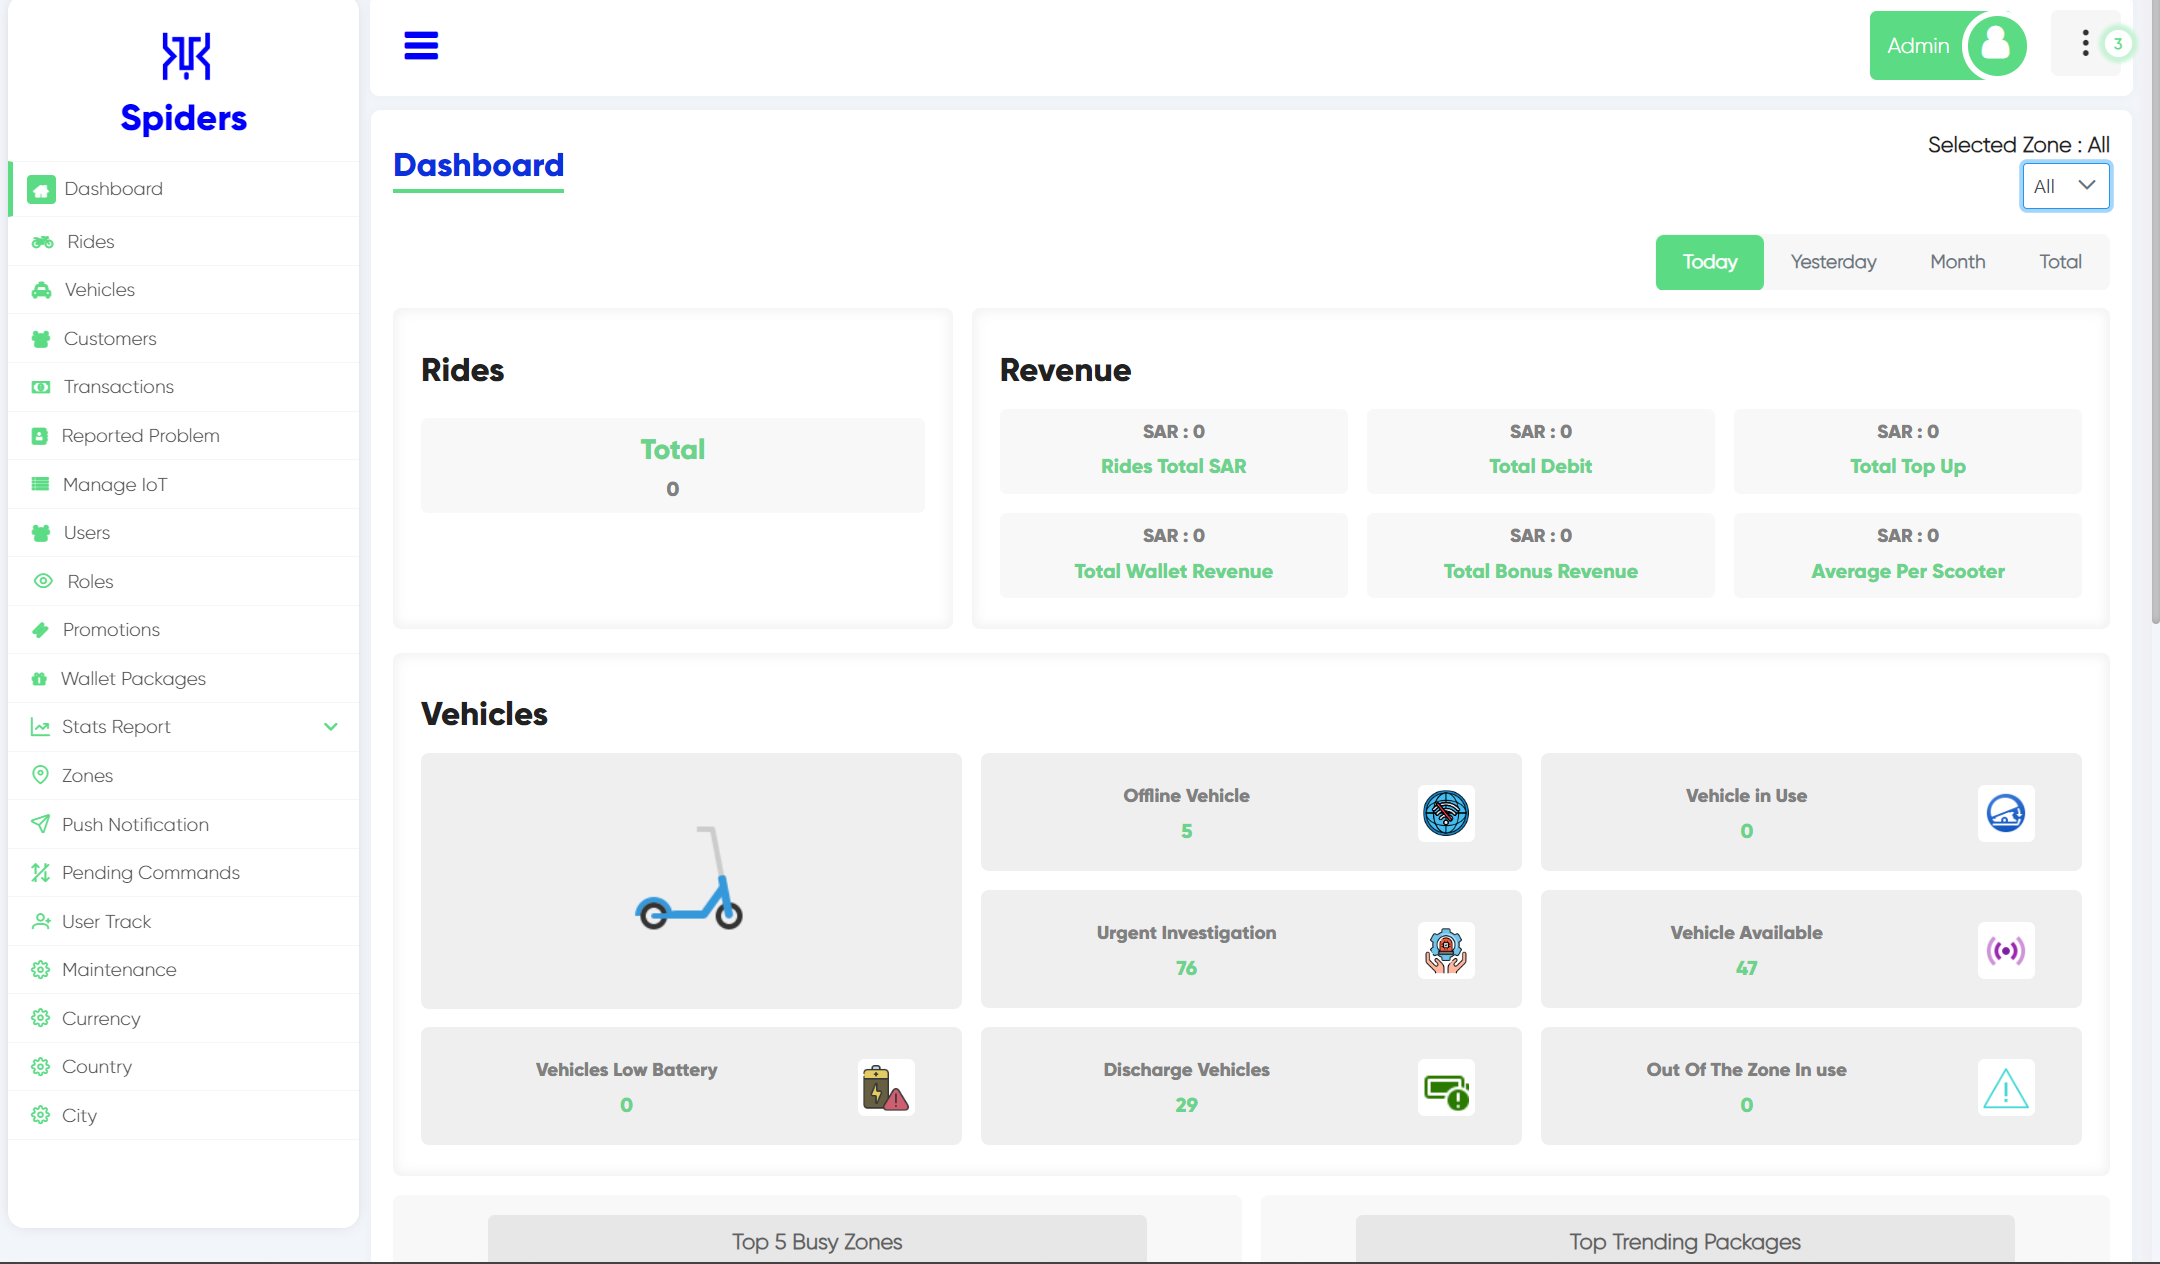 Spiders
Dashboard
Rides
Vehicles
Customers
Transactions
Reported Problem
Manage IoT
Users
Roles
Promotions
Wallet Packages
Stats Report
Zones
Push Notification
Pending Commands
User Track
Maintenance
Currency
Country
City
Admin
3
Dashboard
Selected Zone : All
All
Today Yesterday Month Total
Rides
Total
0
Revenue
SAR : 0
Rides Total SAR
SAR : 0
Total Debit
SAR : 0
Total Top Up
SAR : 0
Total Wallet Revenue
SAR : 0
Total Bonus Revenue
SAR : 0
Average Per Scooter
Vehicles
Offline Vehicle
5
Vehicle in Use
0
Urgent Investigation
76
Vehicle Available
47
Vehicles Low Battery
0
Discharge Vehicles
29
Out Of The Zone In use
0
Top 5 Busy Zones
Top Trending Packages